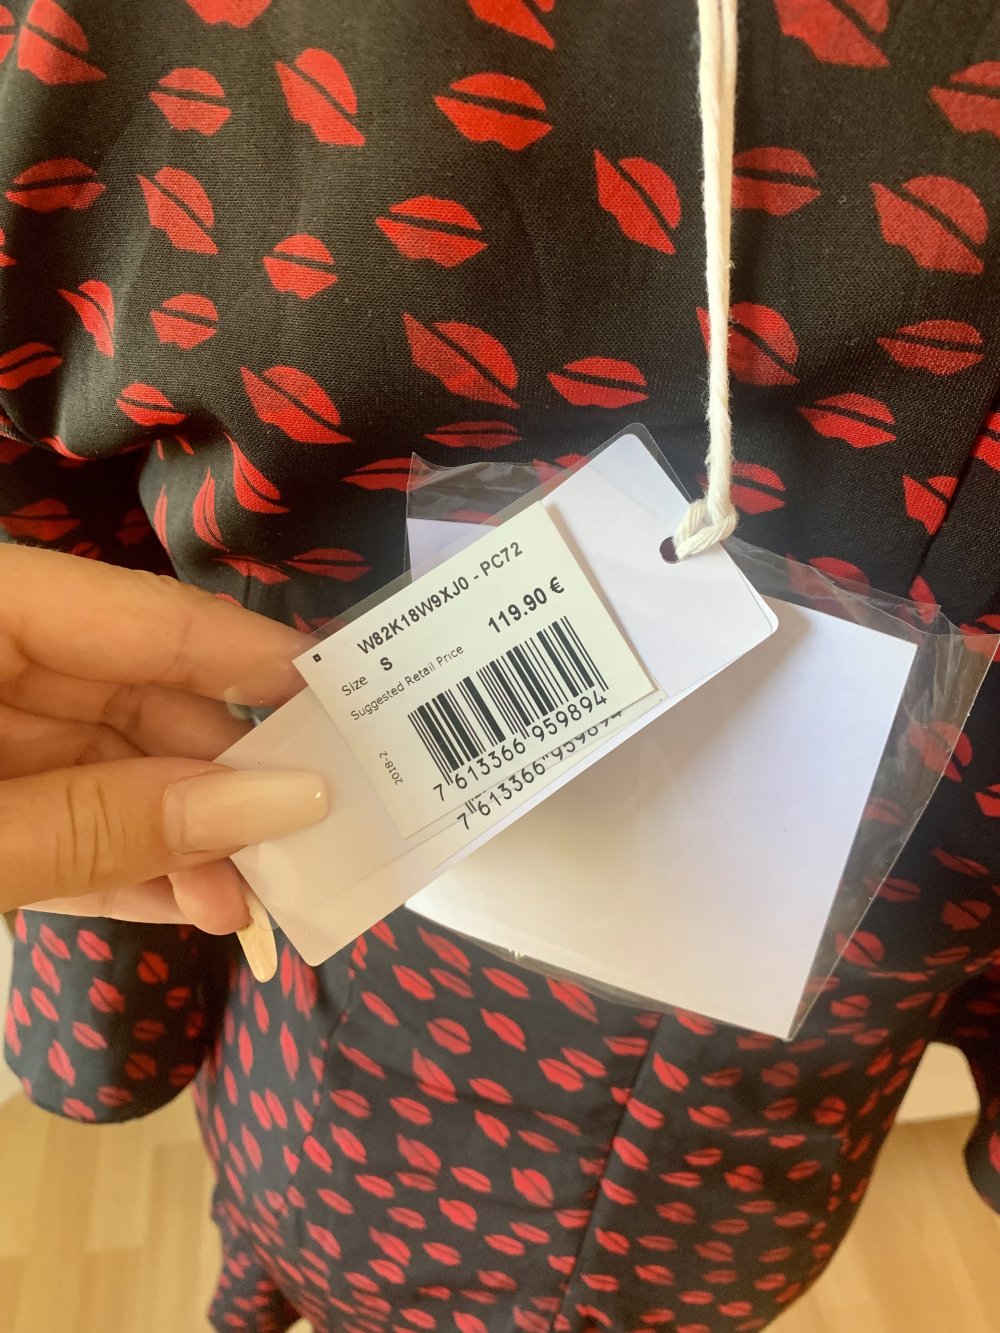 W82K18W9XJ0 - PC72
Size S
119.90 €
Suggested Retail Price
2018-2
7 613366 959894
7 613366 959894